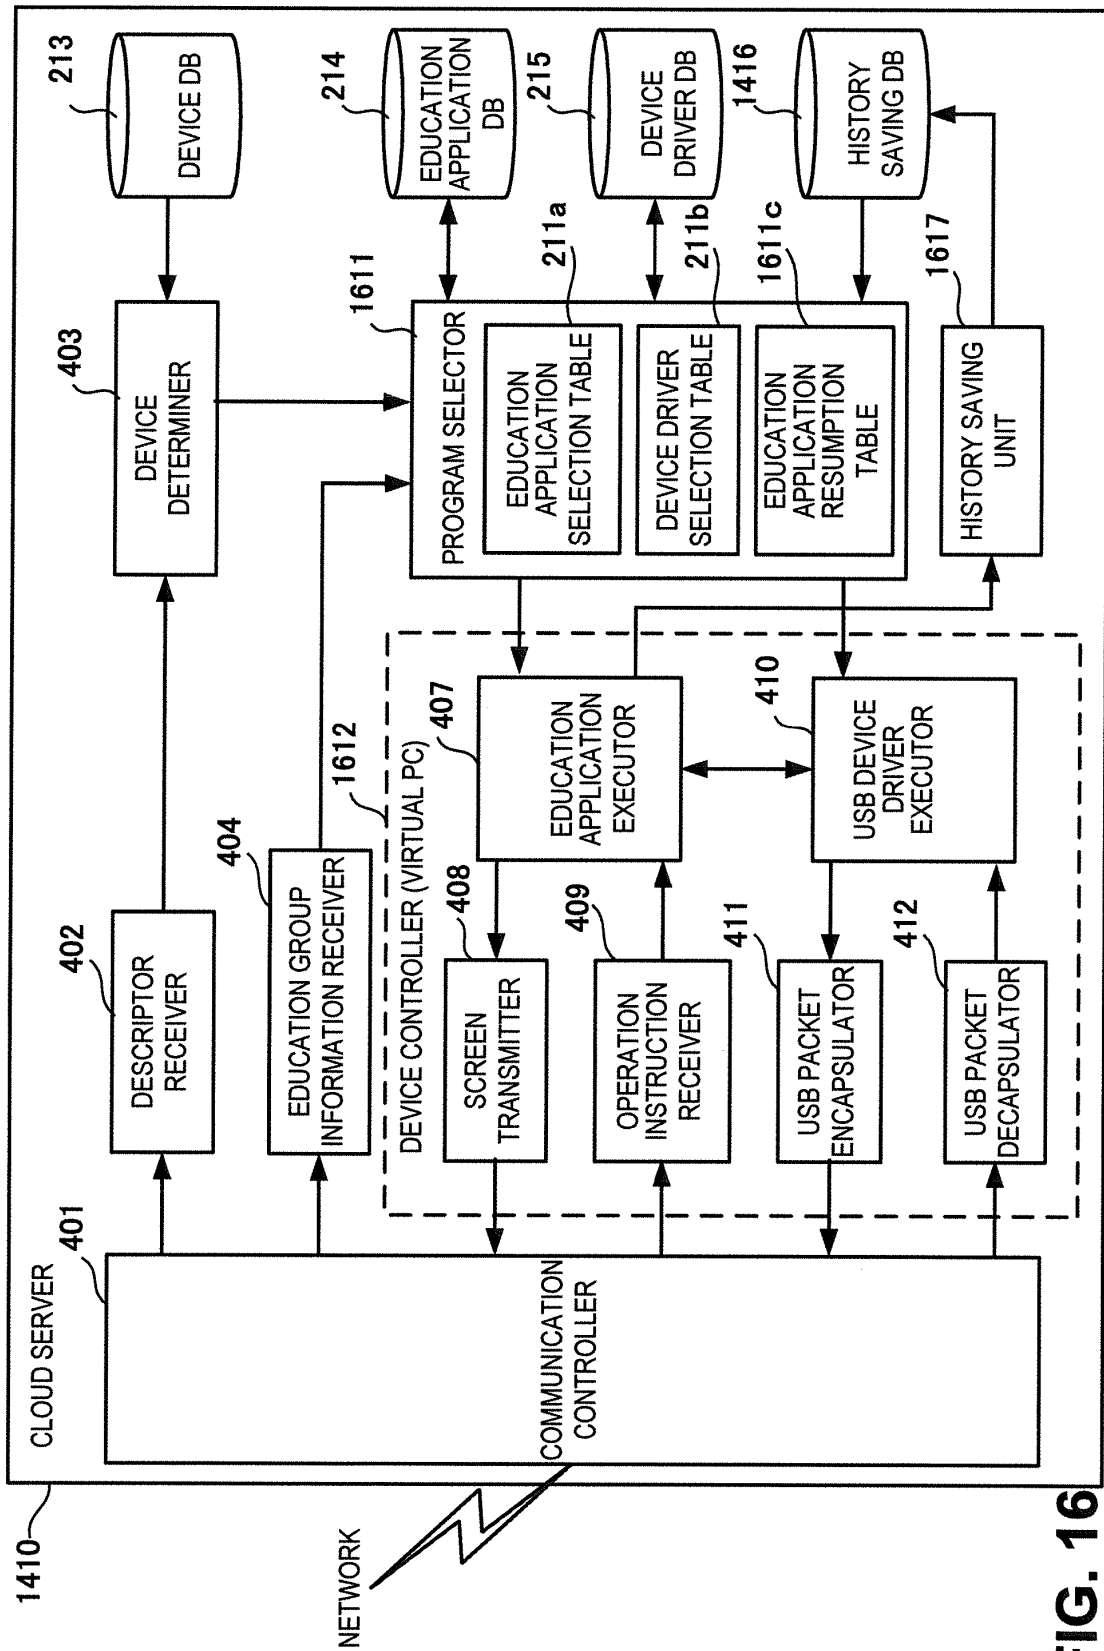 1410
CLOUD SERVER
NETWORK
401
COMMUNICATION
CONTROLLER
402
DESCRIPTOR
RECEIVER
403
DEVICE
DETERMINER
213
DEVICE DB
404
EDUCATION GROUP
INFORMATION RECEIVER
1612
DEVICE CONTROLLER (VIRTUAL PC)
408
SCREEN
TRANSMITTER
409
OPERATION
INSTRUCTION
RECEIVER
411
USB PACKET
ENCAPSULATOR
412
USB PACKET
DECAPSULATOR
407
EDUCATION
APPLICATION
EXECUTOR
410
USB DEVICE
DRIVER
EXECUTOR
1611
PROGRAM SELECTOR
211a
EDUCATION
APPLICATION
SELECTION TABLE
211b
DEVICE DRIVER
SELECTION TABLE
1611c
EDUCATION
APPLICATION
RESUMPTION
TABLE
1617
HISTORY SAVING
UNIT
214
EDUCATION
APPLICATION
DB
215
DEVICE
DRIVER DB
1416
HISTORY
SAVING DB
FIG. 16